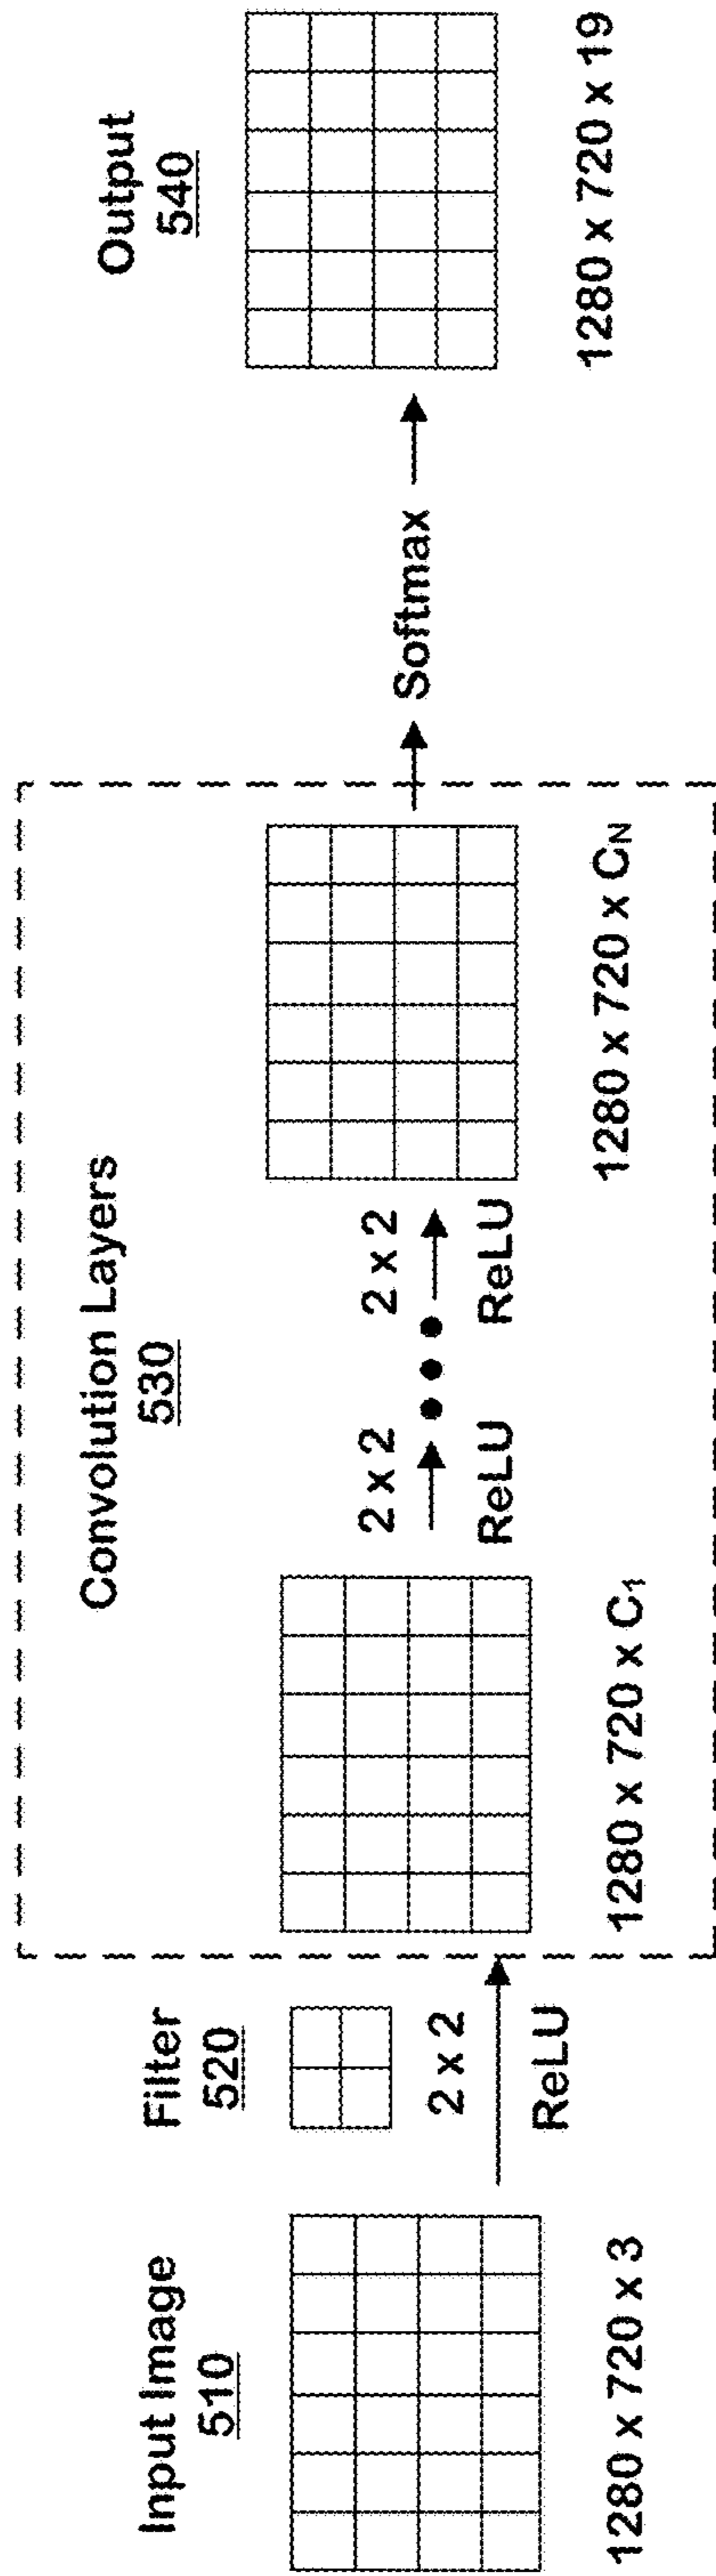 Input Image
510
1280 x 720 x 3
Filter
520
2 x 2
ReLU
Convolution Layers
530
1280 x 720 x C₁
2 x 2
ReLU
2 x 2
ReLU
1280 x 720 x Cɴ
Softmax
Output
540
1280 x 720 x 19